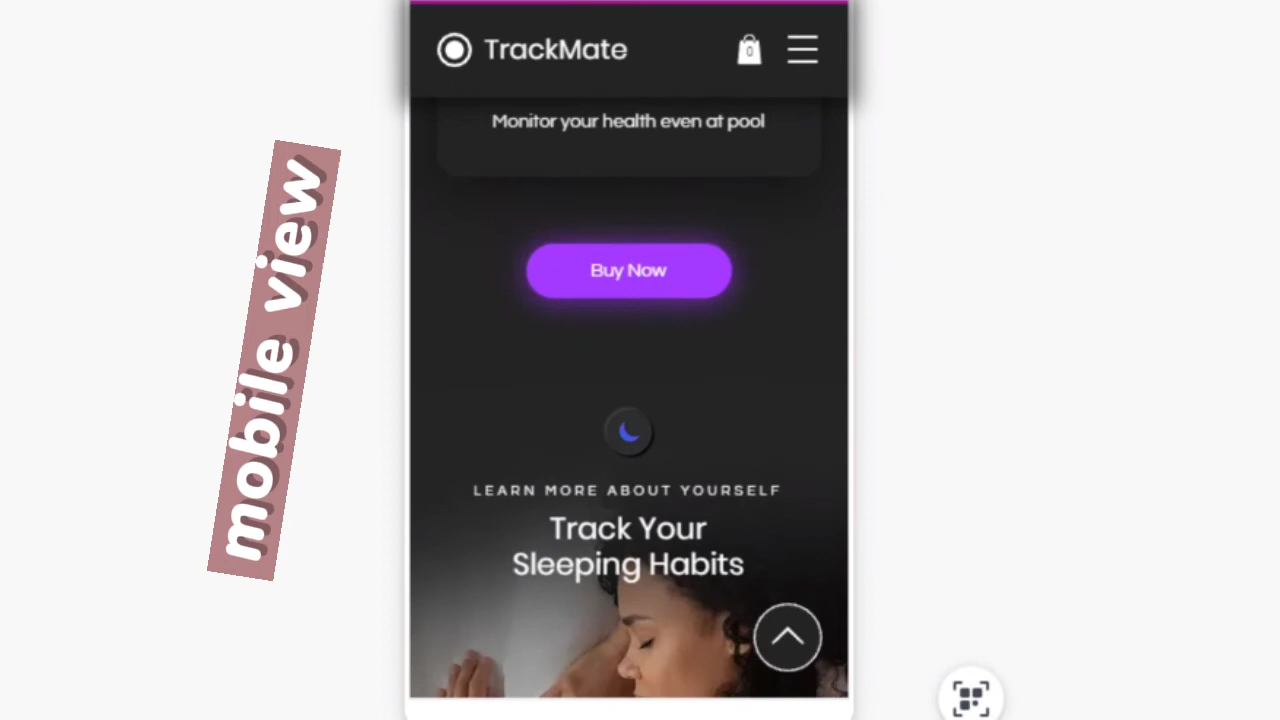 mobile view
TrackMate
0
Monitor your health even at pool
Buy Now
LEARN MORE ABOUT YOURSELF
Track Your
Sleeping Habits